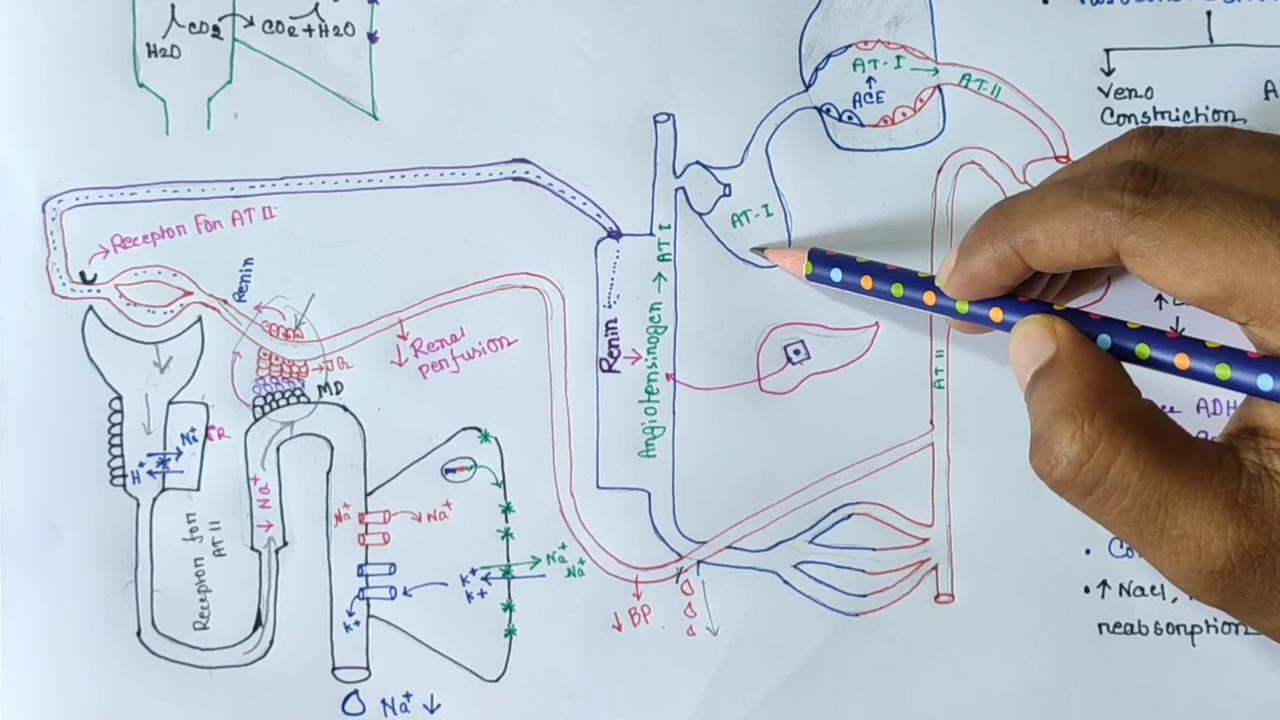 CO2 → CO2 + H2O
H2O
AT-I → AT-II
↑
ACE
Veno
Constriction
A
Receptor For AT II
AT-I
Renin
Renin →
Angiotensinogen → AT I
↓ Renal
perfusion
MD
AT II
ADH
Na+
H+
↓ Na+
Receptor for
AT II
Na+ → Na+
Na+
Na+
K+
K+
K+
↓ BP
↑ Nacl,
reabsorption
Na+ ↓